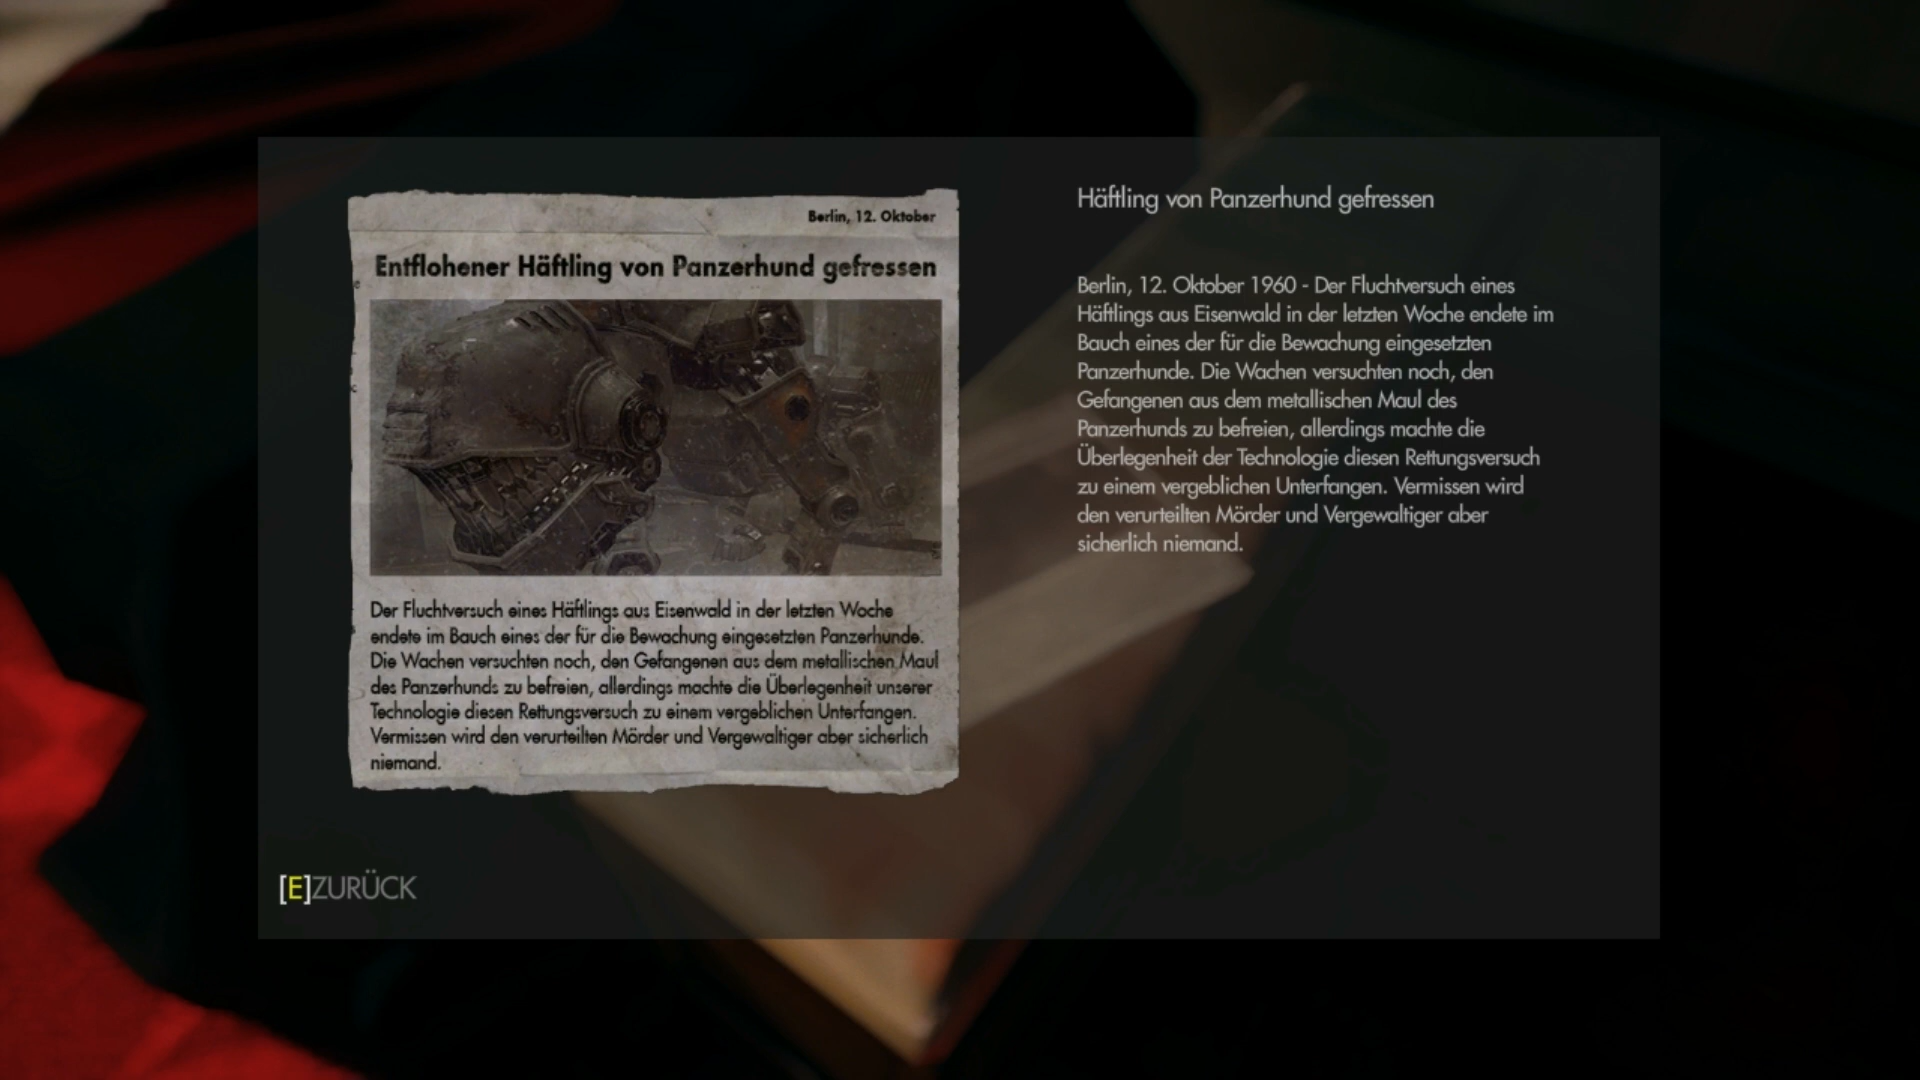 Berlin, 12. Oktober
Entflohener Häftling von Panzerhund gefressen
Der Fluchtversuch eines Häftlings aus Eisenwald in der letzten Woche
endete im Bauch eines der für die Bewachung eingesetzten Panzerhunde.
Die Wachen versuchten noch, den Gefangenen aus dem metallischen Maul
des Panzerhunds zu befreien, allerdings machte die Überlegenheit unserer
Technologie diesen Rettungsversuch zu einem vergeblichen Unterfangen.
Vermissen wird den verurteilten Mörder und Vergewaltiger aber sicherlich
niemand.
Häftling von Panzerhund gefressen
Berlin, 12. Oktober 1960 - Der Fluchtversuch eines
Häftlings aus Eisenwald in der letzten Woche endete im
Bauch eines der für die Bewachung eingesetzten
Panzerhunde. Die Wachen versuchten noch, den
Gefangenen aus dem metallischen Maul des
Panzerhunds zu befreien, allerdings machte die
Überlegenheit der Technologie diesen Rettungsversuch
zu einem vergeblichen Unterfangen. Vermissen wird
den verurteilten Mörder und Vergewaltiger aber
sicherlich niemand.
[E]ZURÜCK